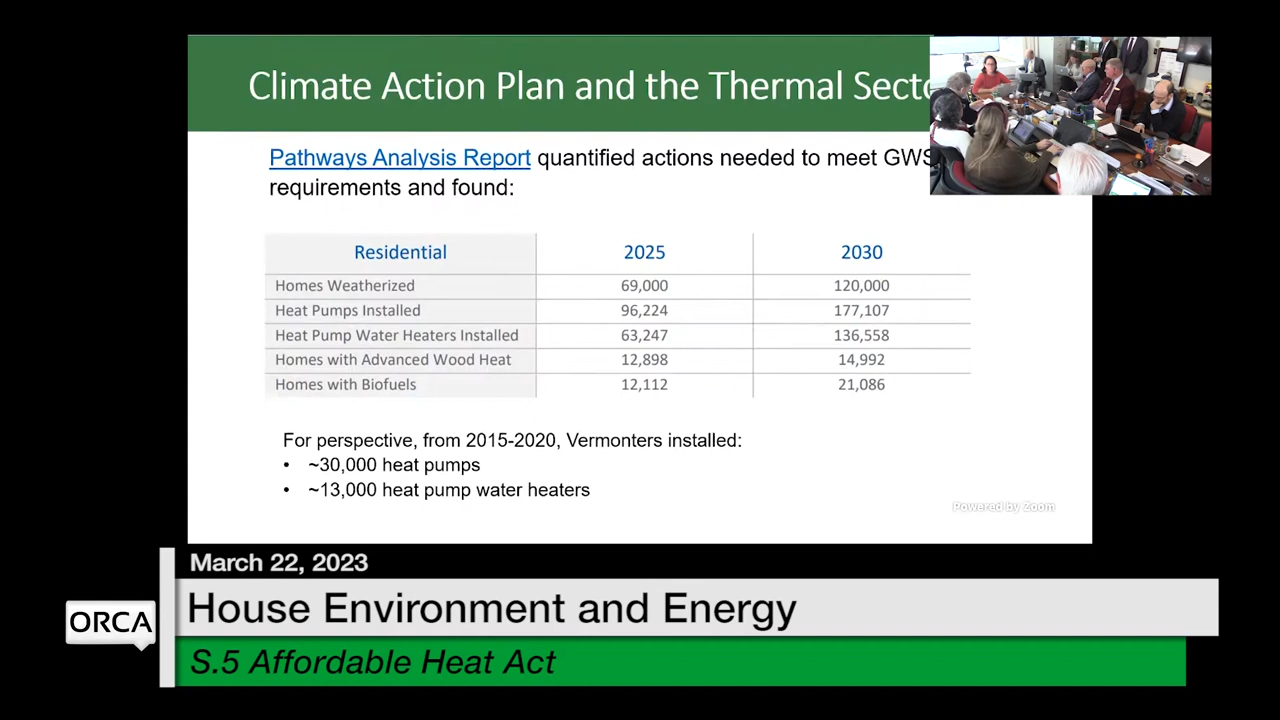 Climate Action Plan and the Thermal Secto
Pathways Analysis Report quantified actions needed to meet GWS
requirements and found:
Residential 2025 2030
Homes Weatherized 69,000 120,000
Heat Pumps Installed 96,224 177,107
Heat Pump Water Heaters Installed 63,247 136,558
Homes with Advanced Wood Heat 12,898 14,992
Homes with Biofuels 12,112 21,086
For perspective, from 2015-2020, Vermonters installed:
• ~30,000 heat pumps
• ~13,000 heat pump water heaters
Powered by Zoom
March 22, 2023
House Environment and Energy
ORCA
S.5 Affordable Heat Act